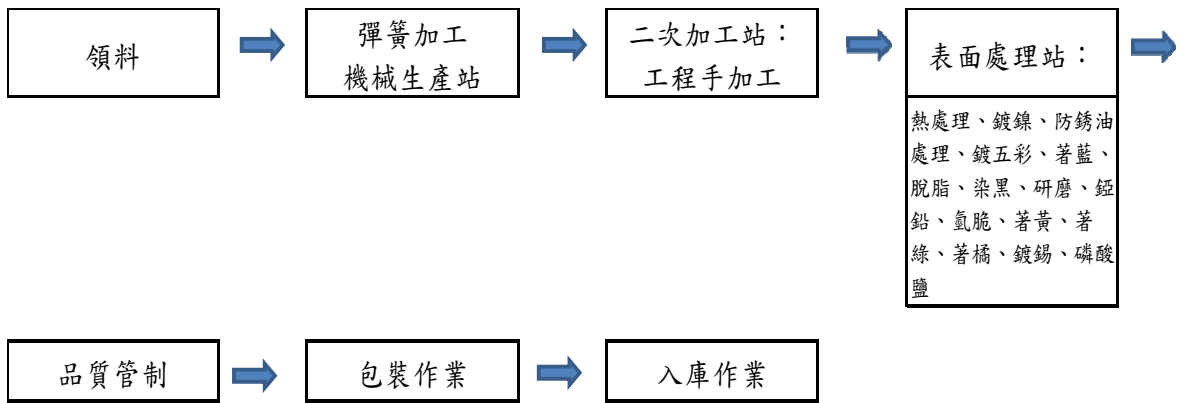 領料
彈簧加工
機械生產站
二次加工站：
工程手加工
表面處理站：
熱處理、鍍鎳、防銹油
處理、鍍五彩、著藍、
脫脂、染黑、研磨、錏
鉛、氫脆、著黃、著
綠、著橘、鍍錫、磷酸
鹽
品質管制
包裝作業
入庫作業